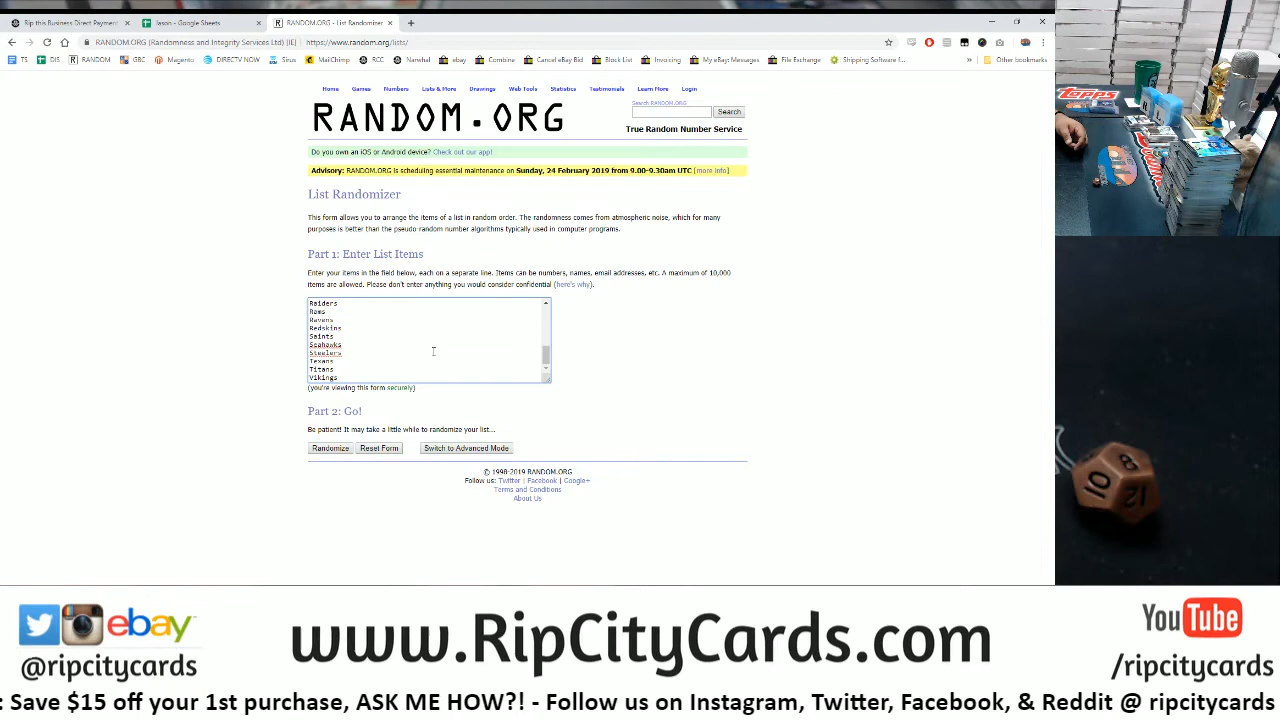 Rip this Business Direct Payment
Jason - Google Sheets
RANDOM.ORG - List Randomizer
RANDOM.ORG (Randomness and Integrity Services Ltd) [IE] | https://www.random.org/lists/
TS DIS RANDOM GBC Magento DIRECTV NOW Sirus MailChimp RCC Narwhal ebay Combine Cancel eBay Bid Block List Invoicing My eBay: Messages File Exchange Shipping Software f... » Other bookmarks
Home Games Numbers Lists & More Drawings Web Tools Statistics Testimonials Learn More Login
Search RANDOM.ORG
RANDOM.ORG
Search
True Random Number Service
Do you own an iOS or Android device? Check out our app!
Advisory: RANDOM.ORG is scheduling essential maintenance on Sunday, 24 February 2019 from 9.00-9.30am UTC [more info]
List Randomizer
This form allows you to arrange the items of a list in random order. The randomness comes from atmospheric noise, which for many
purposes is better than the pseudo-random number algorithms typically used in computer programs.
Part 1: Enter List Items
Enter your items in the field below, each on a separate line. Items can be numbers, names, email addresses, etc. A maximum of 10,000
items are allowed. Please don't enter anything you would consider confidential (here's why).
Raiders
Rams
Ravens
Redskins
Saints
Seahawks
Steelers
Texans
Titans
Vikings
(you're viewing this form securely)
Part 2: Go!
Be patient! It may take a little while to randomize your list...
Randomize Reset Form Switch to Advanced Mode
© 1998-2019 RANDOM.ORG
Follow us: Twitter | Facebook | Google+
Terms and Conditions
About Us
TOPPS
8
10
12
ebay
@ripcitycards
www.RipCityCards.com
YouTube
/ripcitycards
: Save $15 off your 1st purchase, ASK ME HOW?! - Follow us on Instagram, Twitter, Facebook, & Reddit @ ripcitycards